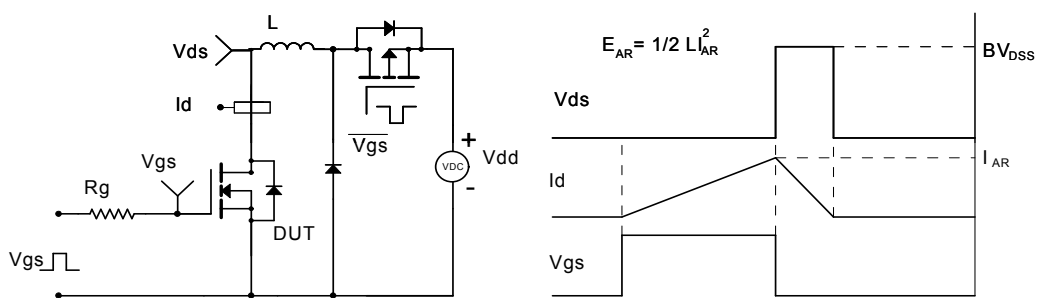 L
Vds
Id
Vgs
Vgs
+
VDC
Vdd
-
Rg
DUT
Vgs
E_AR = 1/2 LI_AR^2
BV_DSS
Vds
I_AR
Id
Vgs